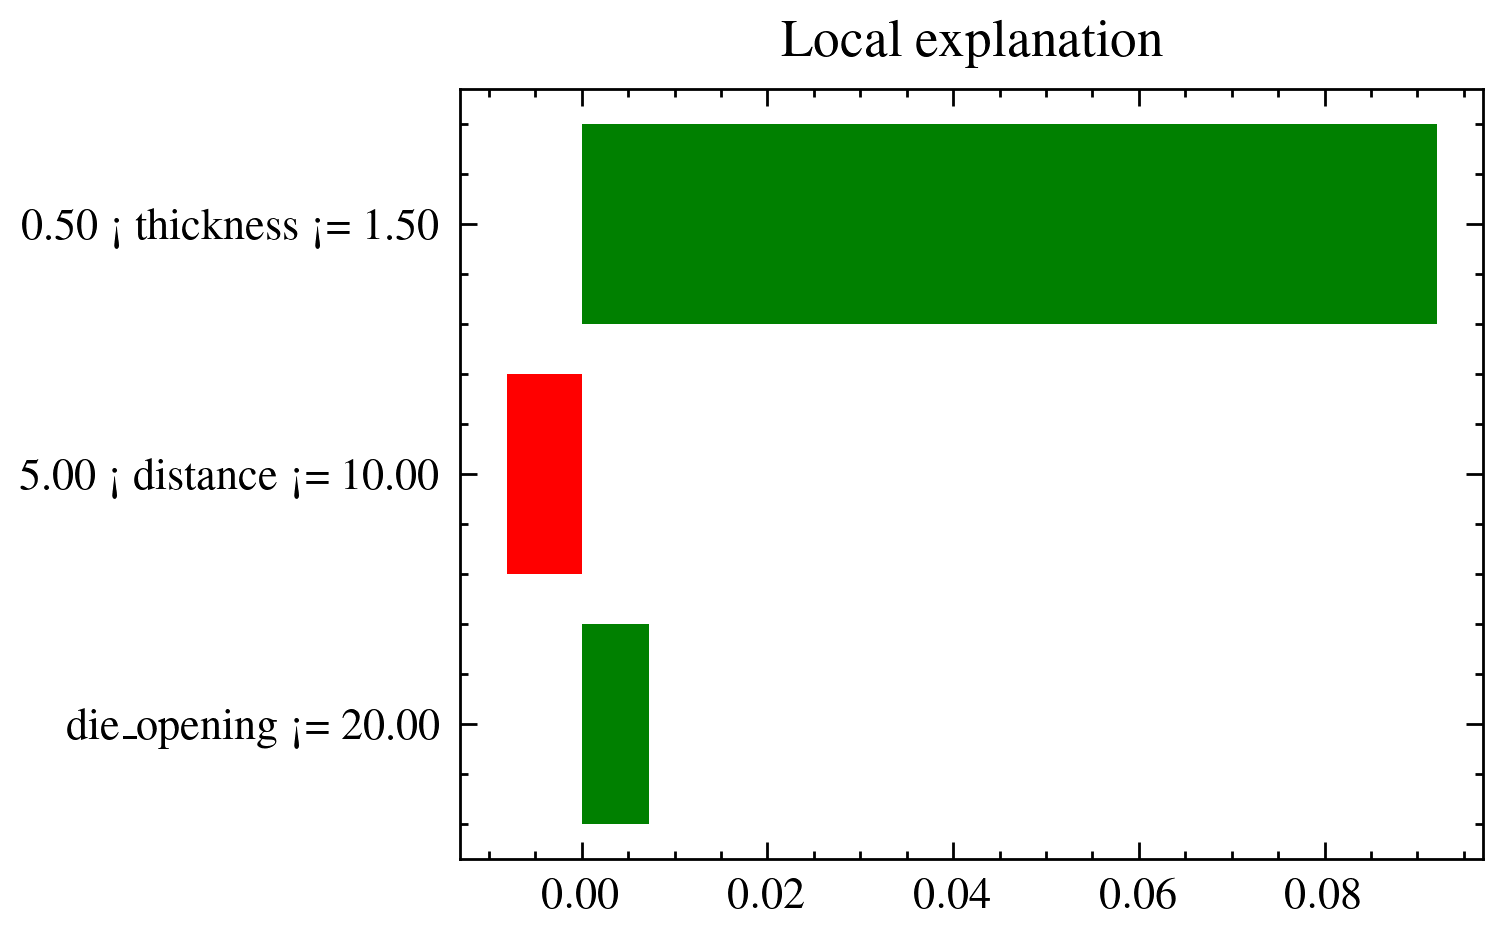 Local explanation
0.50 ¡ thickness ¡= 1.50
5.00 ¡ distance ¡= 10.00
die_opening ¡= 20.00
0.00 0.02 0.04 0.06 0.08